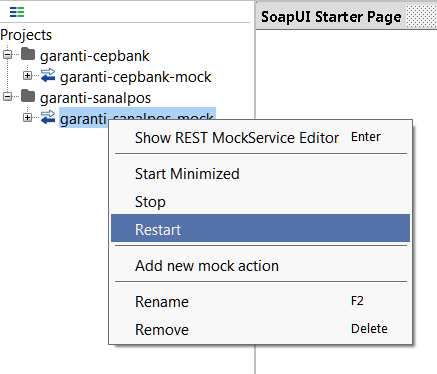 SoapUI Starter Page
Projects
garanti-cepbank
garanti-cepbank-mock
garanti-sanalpos
garanti-sanalpos-mock
Show REST MockService Editor Enter
Start Minimized
Stop
Restart
Add new mock action
Rename F2
Remove Delete